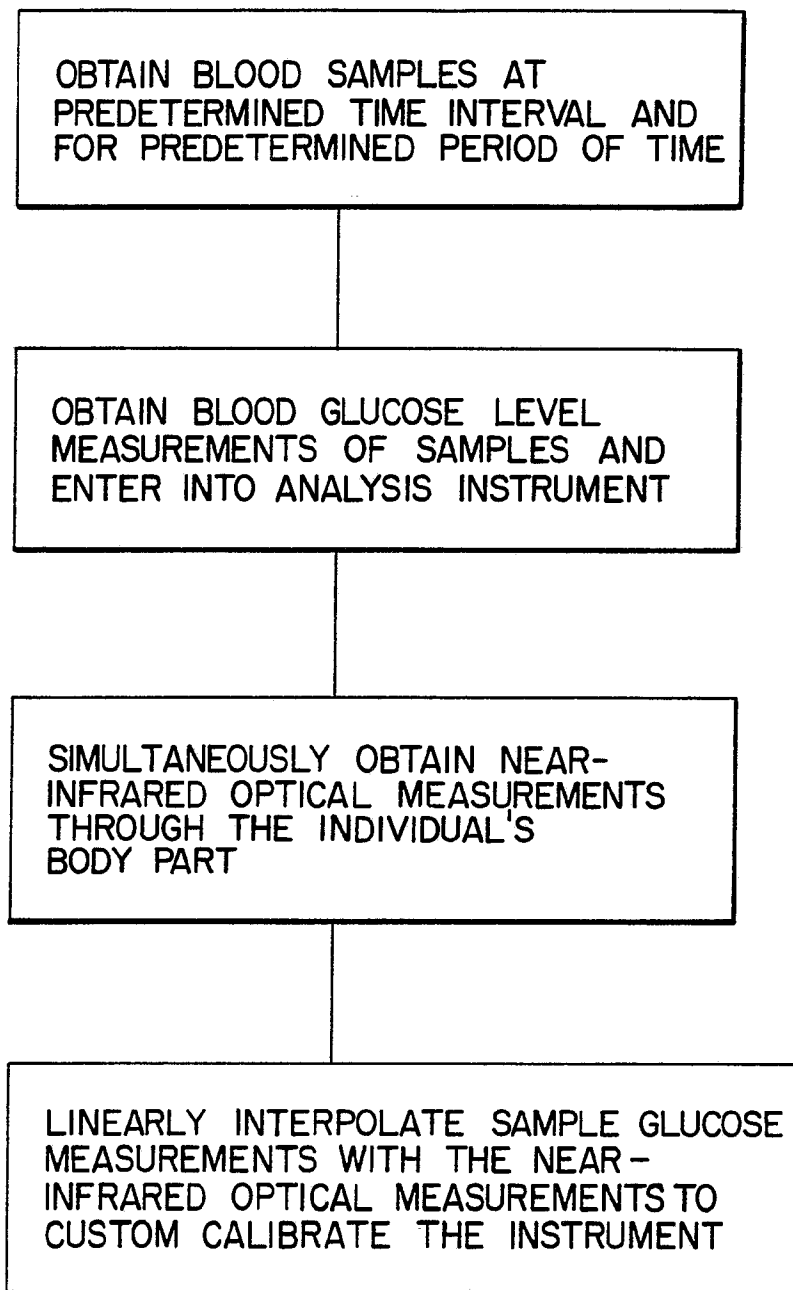 OBTAIN BLOOD SAMPLES AT
PREDETERMINED TIME INTERVAL AND
FOR PREDETERMINED PERIOD OF TIME
OBTAIN BLOOD GLUCOSE LEVEL
MEASUREMENTS OF SAMPLES AND
ENTER INTO ANALYSIS INSTRUMENT
SIMULTANEOUSLY OBTAIN NEAR-
INFRARED OPTICAL MEASUREMENTS
THROUGH THE INDIVIDUAL'S
BODY PART
LINEARLY INTERPOLATE SAMPLE GLUCOSE
MEASUREMENTS WITH THE NEAR-
INFRARED OPTICAL MEASUREMENTS TO
CUSTOM CALIBRATE THE INSTRUMENT